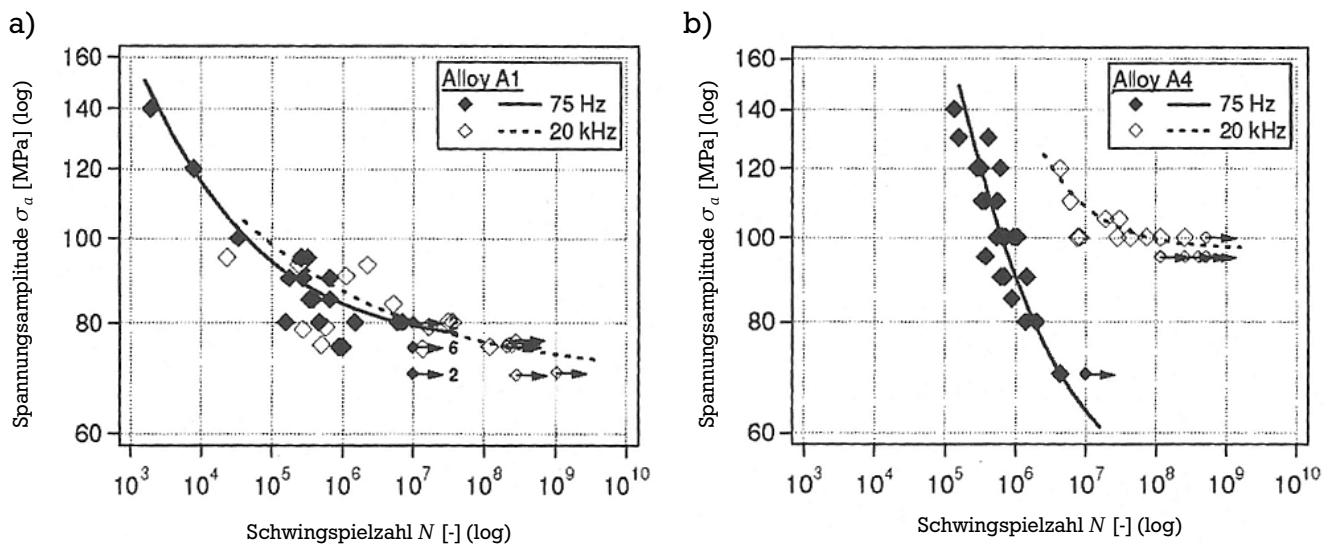 a)
Spannungsamplitude σₐ [MPa] (log)
160
140
120
100
80
60
Alloy A1
75 Hz
20 kHz
2
6
2
10³ 10⁴ 10⁵ 10⁶ 10⁷ 10⁸ 10⁹ 10¹⁰
Schwingspielzahl N [-] (log)
b)
Spannungsamplitude σₐ [MPa] (log)
160
140
120
100
80
60
Alloy A4
75 Hz
20 kHz
10³ 10⁴ 10⁵ 10⁶ 10⁷ 10⁸ 10⁹ 10¹⁰
Schwingspielzahl N [-] (log)